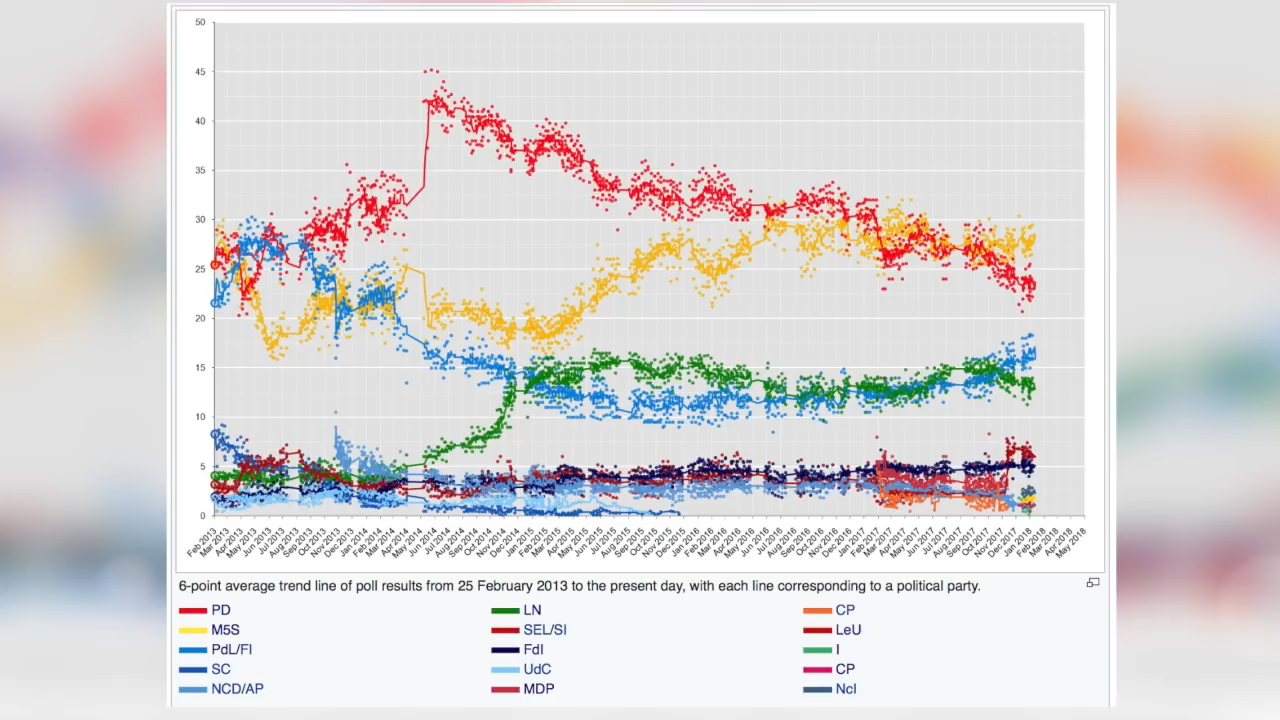 50
45
40
35
30
25
20
15
10
5
0
Feb 2013
Mar 2013
Apr 2013
May 2013
Jun 2013
Jul 2013
Aug 2013
Sep 2013
Oct 2013
Nov 2013
Dec 2013
Jan 2014
Feb 2014
Mar 2014
Apr 2014
May 2014
Jun 2014
Jul 2014
Aug 2014
Sep 2014
Oct 2014
Nov 2014
Dec 2014
Jan 2015
Feb 2015
Mar 2015
Apr 2015
May 2015
Jun 2015
Jul 2015
Aug 2015
Sep 2015
Oct 2015
Nov 2015
Dec 2015
Jan 2016
Feb 2016
Mar 2016
Apr 2016
May 2016
Jun 2016
Jul 2016
Aug 2016
Sep 2016
Oct 2016
Nov 2016
Dec 2016
Jan 2017
Feb 2017
Mar 2017
Apr 2017
May 2017
Jun 2017
Jul 2017
Aug 2017
Sep 2017
Oct 2017
Nov 2017
Dec 2017
Jan 2018
Feb 2018
Mar 2018
Apr 2018
May 2018
6-point average trend line of poll results from 25 February 2013 to the present day, with each line corresponding to a political party.
PD
M5S
PdL/FI
SC
NCD/AP
LN
SEL/SI
FdI
UdC
MDP
CP
LeU
I
CP
NcI